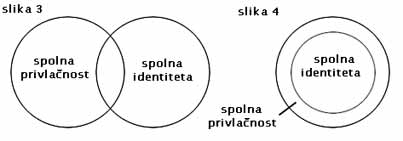 slika 3
spolna
privlačnost
spolna
identiteta
slika 4
spolna
identiteta
spolna
privlačnost